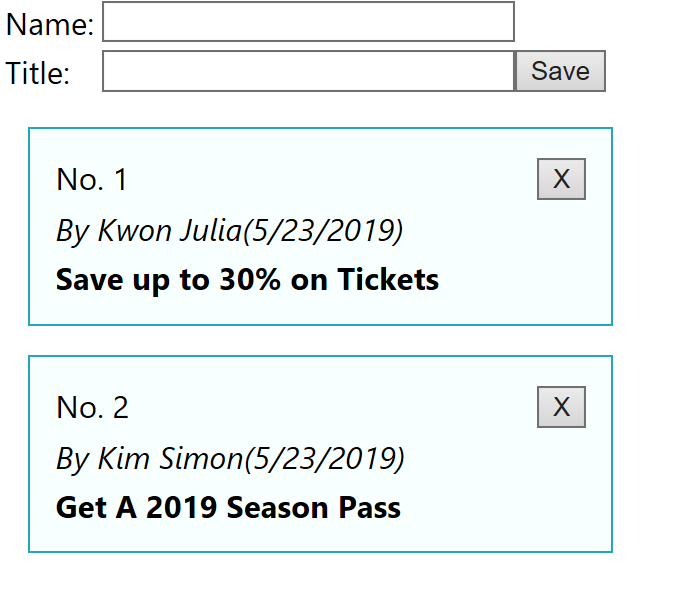 Name:
Title: Save
No. 1 X
By Kwon Julia(5/23/2019)
Save up to 30% on Tickets
No. 2 X
By Kim Simon(5/23/2019)
Get A 2019 Season Pass